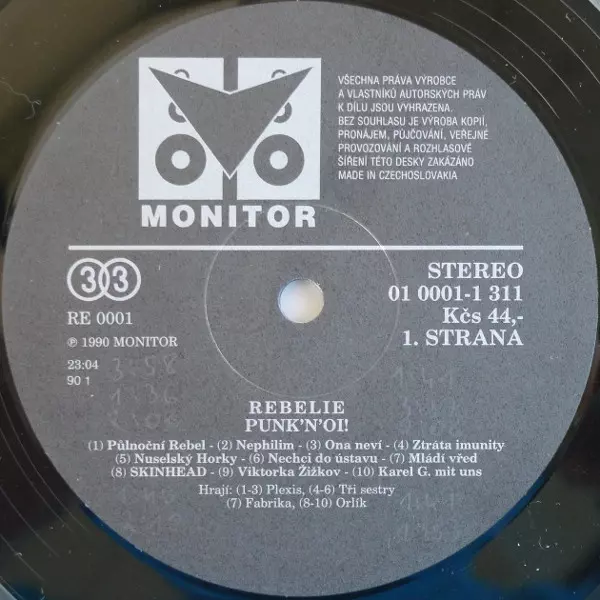 VŠECHNA PRÁVA VÝROBCE
A VLASTNÍKŮ AUTORSKÝCH PRÁV
K DÍLU JSOU VYHRAZENA.
BEZ SOUHLASU JE VÝROBA KOPIÍ,
PRONÁJEM, PŮJČOVÁNÍ, VEŘEJNÉ
PROVOZOVÁNÍ A ROZHLASOVÉ
ŠÍŘENÍ TÉTO DESKY ZAKÁZÁNO
MADE IN CZECHOSLOVAKIA
MONITOR
33
RE 0001
℗ 1990 MONITOR
23:04
90 1
STEREO
01 0001-1 311
Kčs 44,-
1. STRANA
REBELIE
PUNK'N'OI!
(1) Půlnoční Rebel - (2) Nephilim - (3) Ona neví - (4) Ztráta imunity
(5) Nuselský Horky - (6) Nechci do ústavu - (7) Mládí vřed
(8) SKINHEAD - (9) Viktorka Žižkov - (10) Karel G. mit uns
Hrají: (1-3) Plexis, (4-6) Tři sestry
(7) Fabrika, (8-10) Orlík